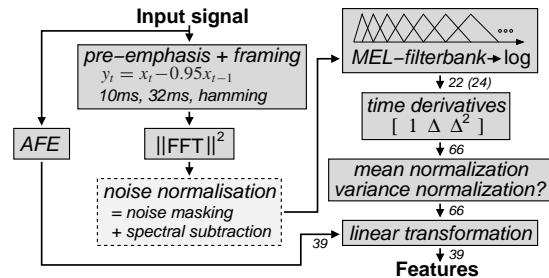 Input signal
pre-emphasis + framing
y_t = x_t - 0.95x_{t-1}
10ms, 32ms, hamming
AFE
||FFT||²
noise normalisation
= noise masking
+ spectral subtraction
MEL-filterbank → log
22 (24)
time derivatives
[ 1 Δ Δ² ]
66
mean normalization
variance normalization?
66
39
linear transformation
39
Features